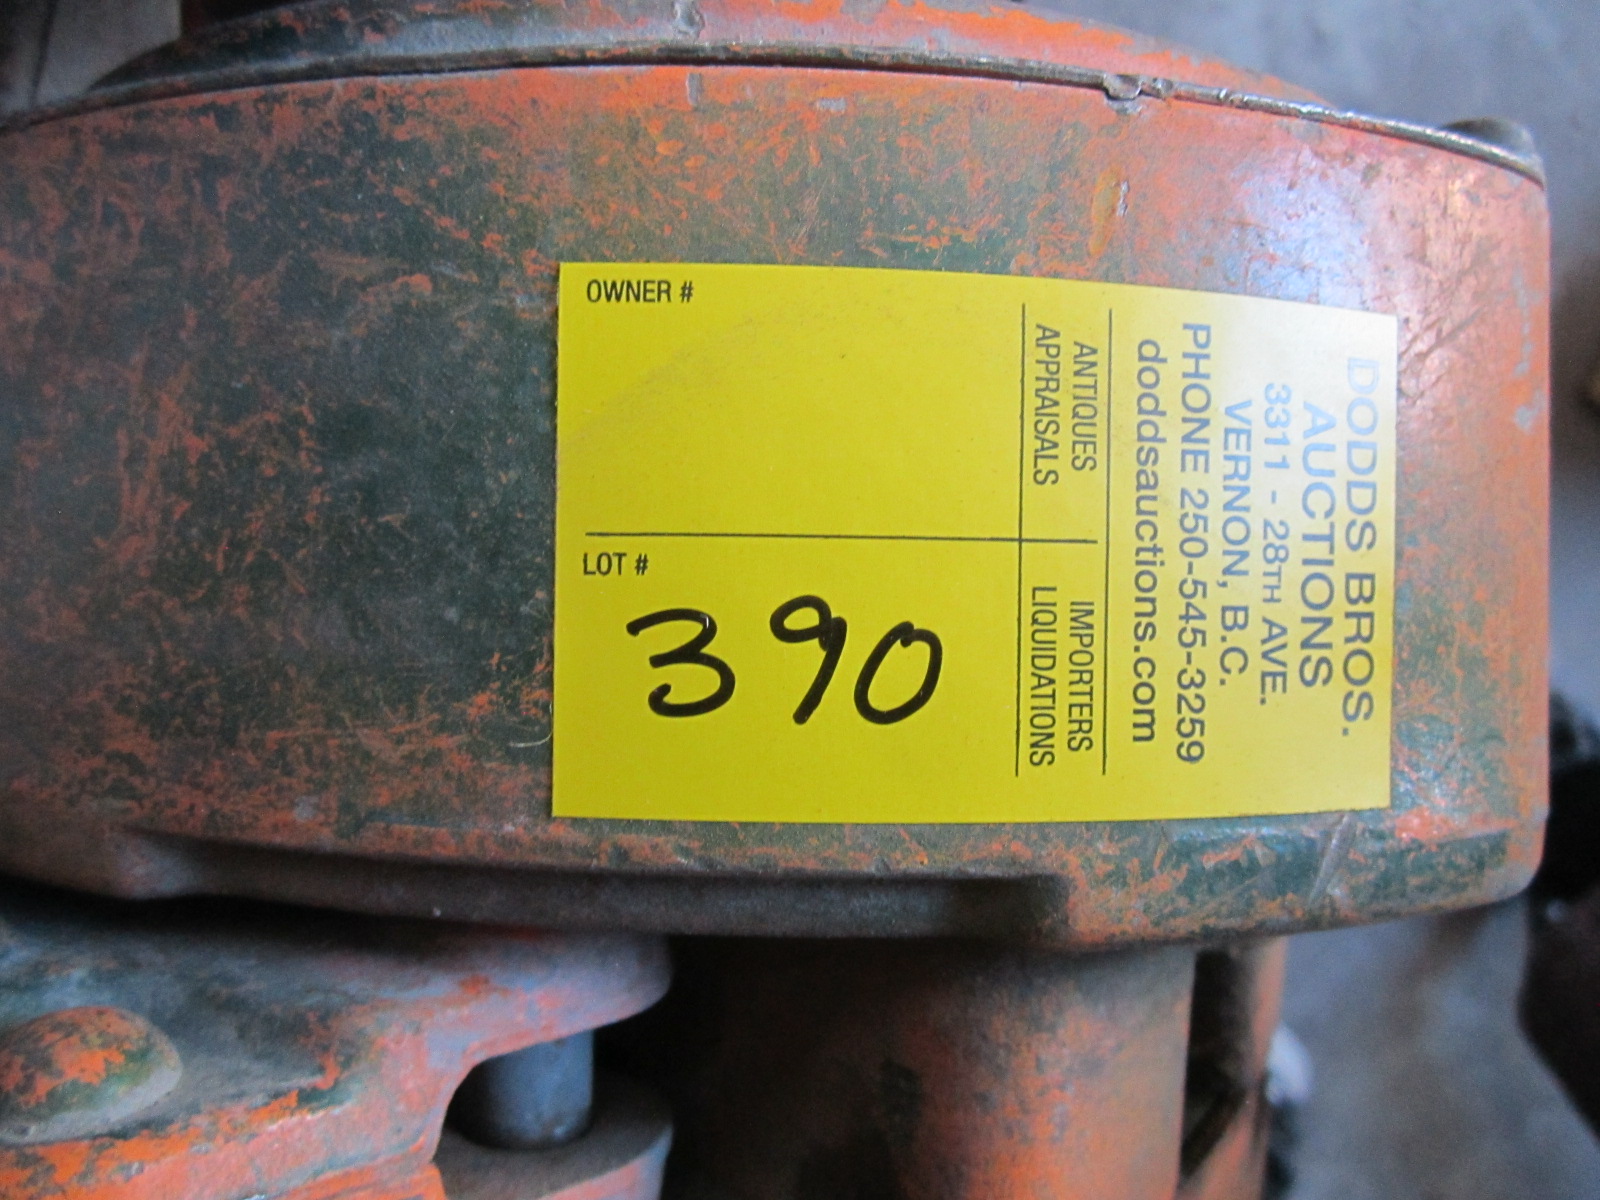 DODDS BROS.
AUCTIONS
3311 - 28TH AVE.
VERNON, B.C.
PHONE 250-545-3259
doddsauctions.com
ANTIQUES
APPRAISALS
IMPORTERS
LIQUIDATIONS
OWNER #
LOT #
390